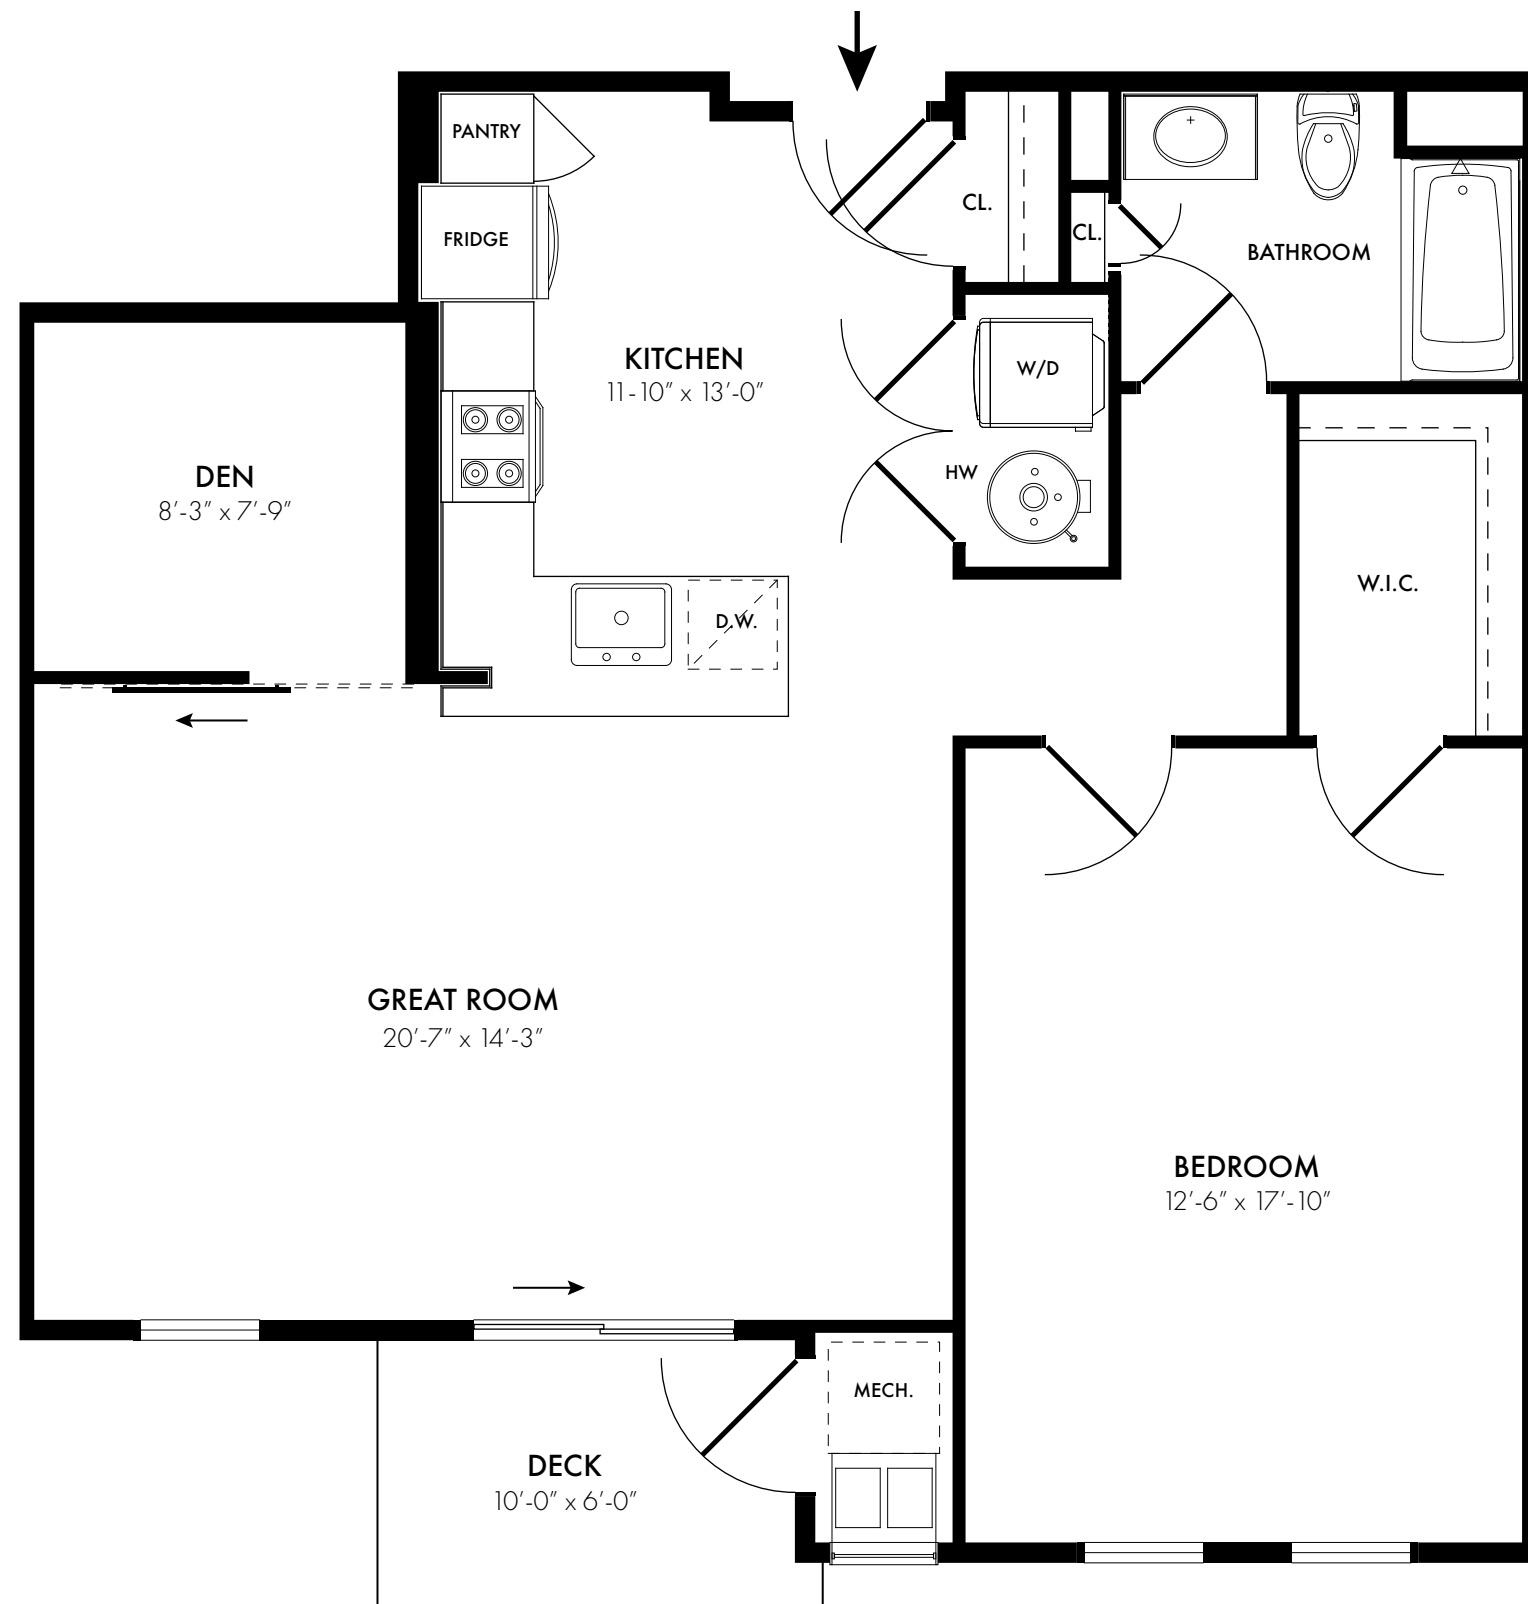 PANTRY
FRIDGE
CL.
CL.
BATHROOM
KITCHEN
11-10” x 13’-0”
W/D
HW
DEN
8’-3” x 7’-9”
D.W.
W.I.C.
GREAT ROOM
20’-7” x 14’-3”
BEDROOM
12’-6” x 17’-10”
MECH.
DECK
10’-0” x 6’-0”